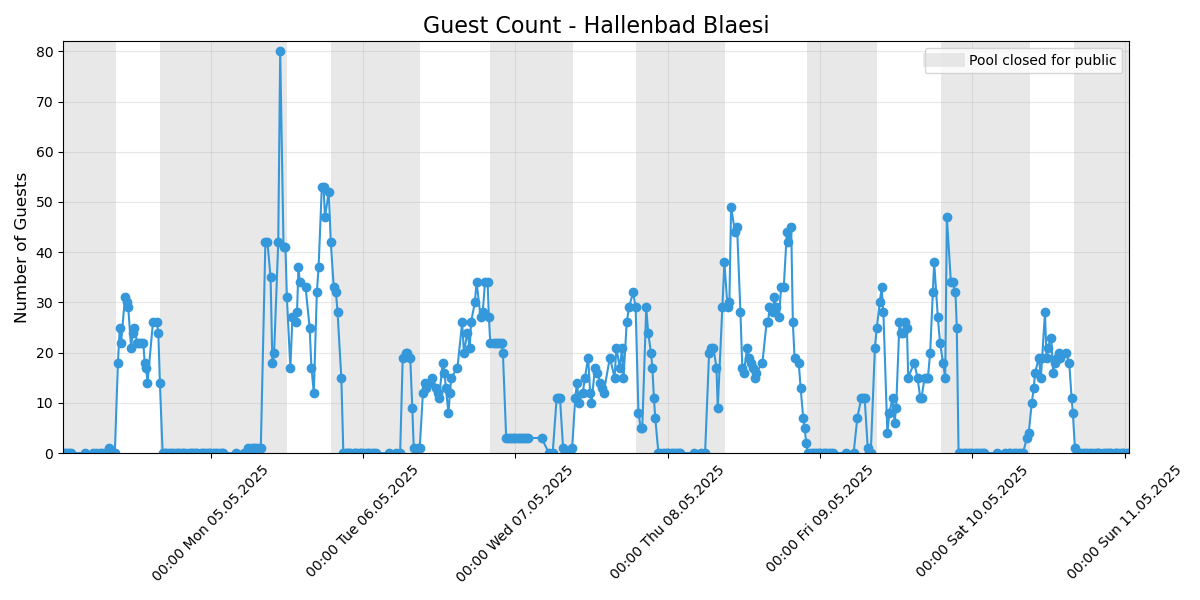 Guest Count - Hallenbad Blaesi
Pool closed for public
Number of Guests
80
70
60
50
40
30
20
10
0
00:00 Mon 05.05.2025
00:00 Tue 06.05.2025
00:00 Wed 07.05.2025
00:00 Thu 08.05.2025
00:00 Fri 09.05.2025
00:00 Sat 10.05.2025
00:00 Sun 11.05.2025